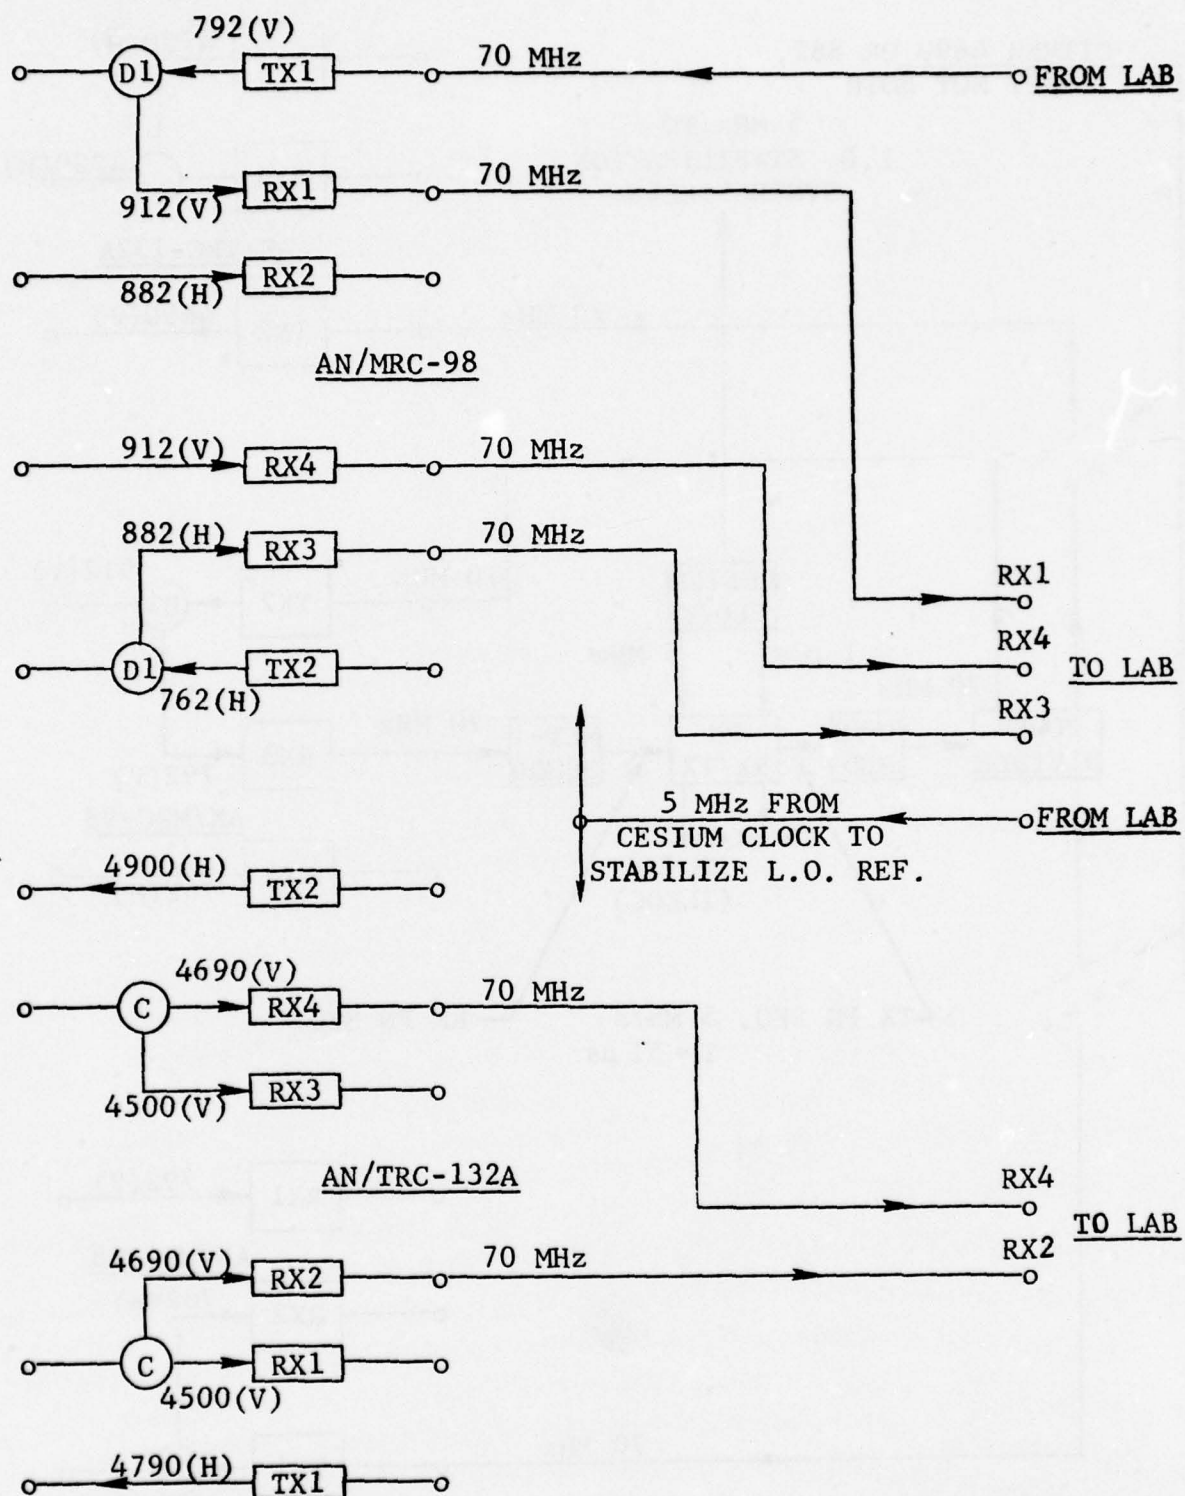 792(V)
D1 TX1 70 MHz FROM LAB
RX1 70 MHz
912(V)
RX2
882(H)
AN/MRC-98
912(V) RX4 70 MHz
882(H) RX3 70 MHz
RX1
RX4
D1 TX2 TO LAB
762(H)
RX3
5 MHz FROM FROM LAB
CESIUM CLOCK TO
STABILIZE L.O. REF.
4900(H) TX2
4690(V)
C RX4 70 MHz
RX3
4500(V)
AN/TRC-132A
RX4
TO LAB
4690(V) RX2 70 MHz RX2
C RX1
4500(V)
4790(H) TX1